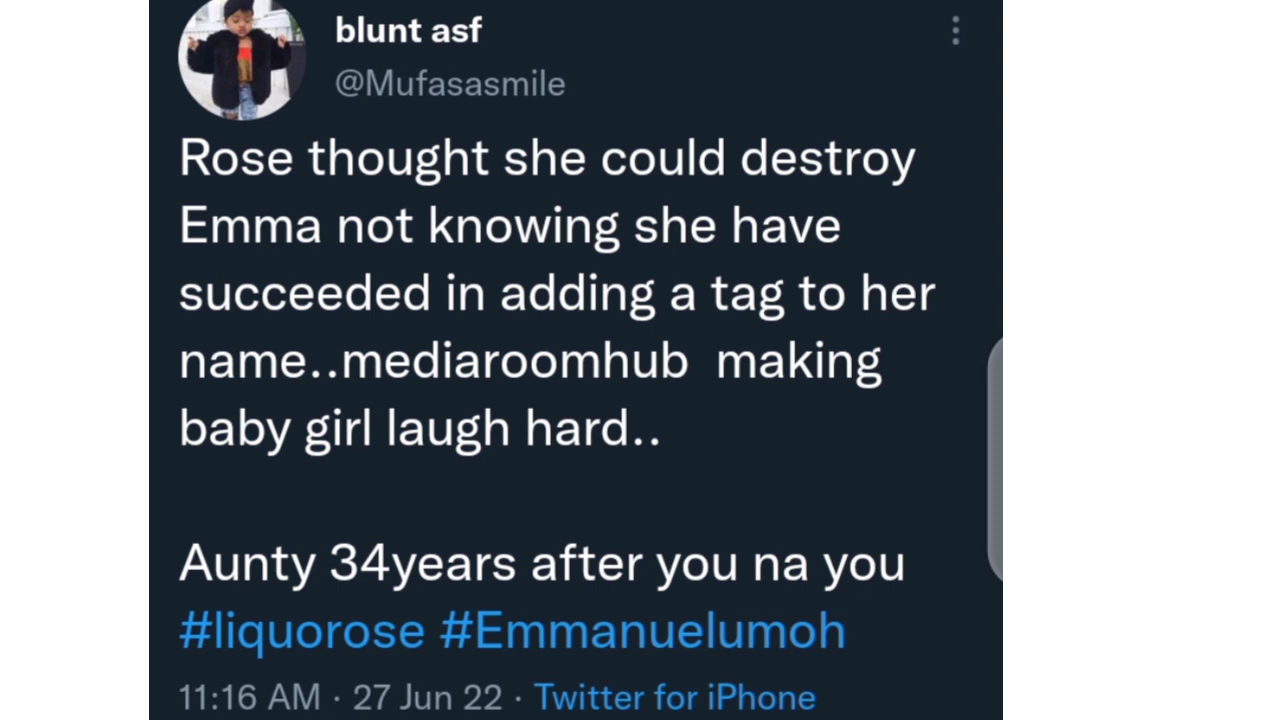 blunt asf
@Mufasasmile
Rose thought she could destroy
Emma not knowing she have
succeeded in adding a tag to her
name..mediaroomhub  making
baby girl laugh hard..
Aunty 34years after you na you
#liquorose #Emmanuelumoh
11:16 AM · 27 Jun 22 · Twitter for iPhone